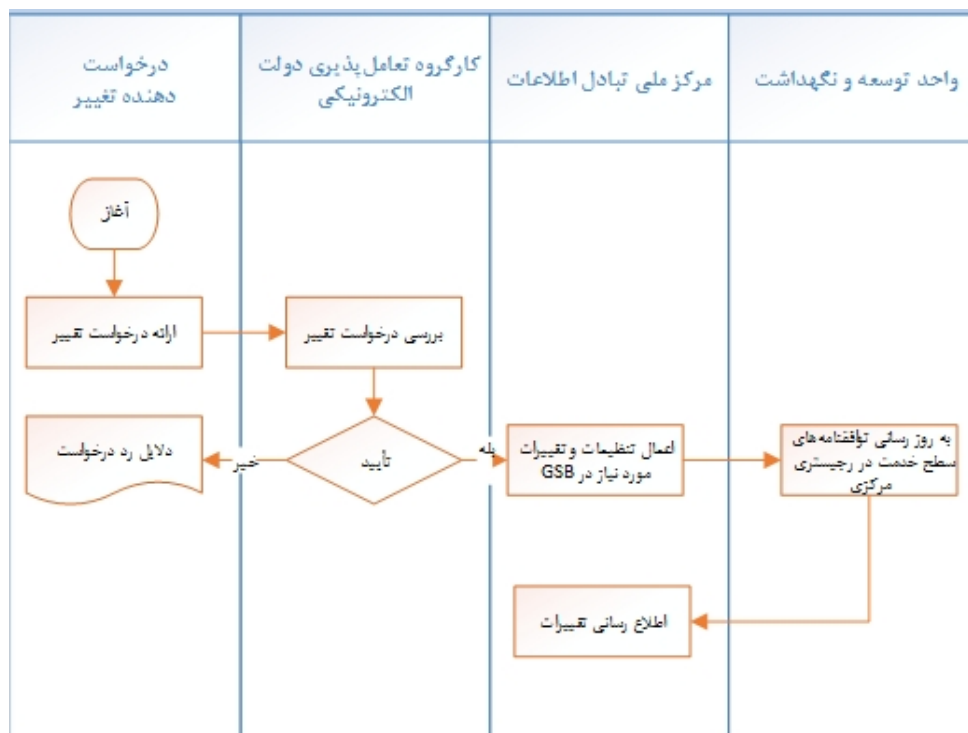 درخواست
دهنده تغییر
کارگروه تعامل‌پذیری دولت
الکترونیکی
مرکز ملی تبادل اطلاعات
واحد توسعه و نگهداشت
آغاز
ارائه درخواست تغییر
بررسی درخواست تغییر
دلایل رد درخواست
خیر
تأیید
بله
اعمال تنظیمات و تغییرات
مورد نیاز در GSB
به روز رسانی توافقنامه‌های
سطح خدمت در رجیستری
مرکزی
اطلاع رسانی تغییرات